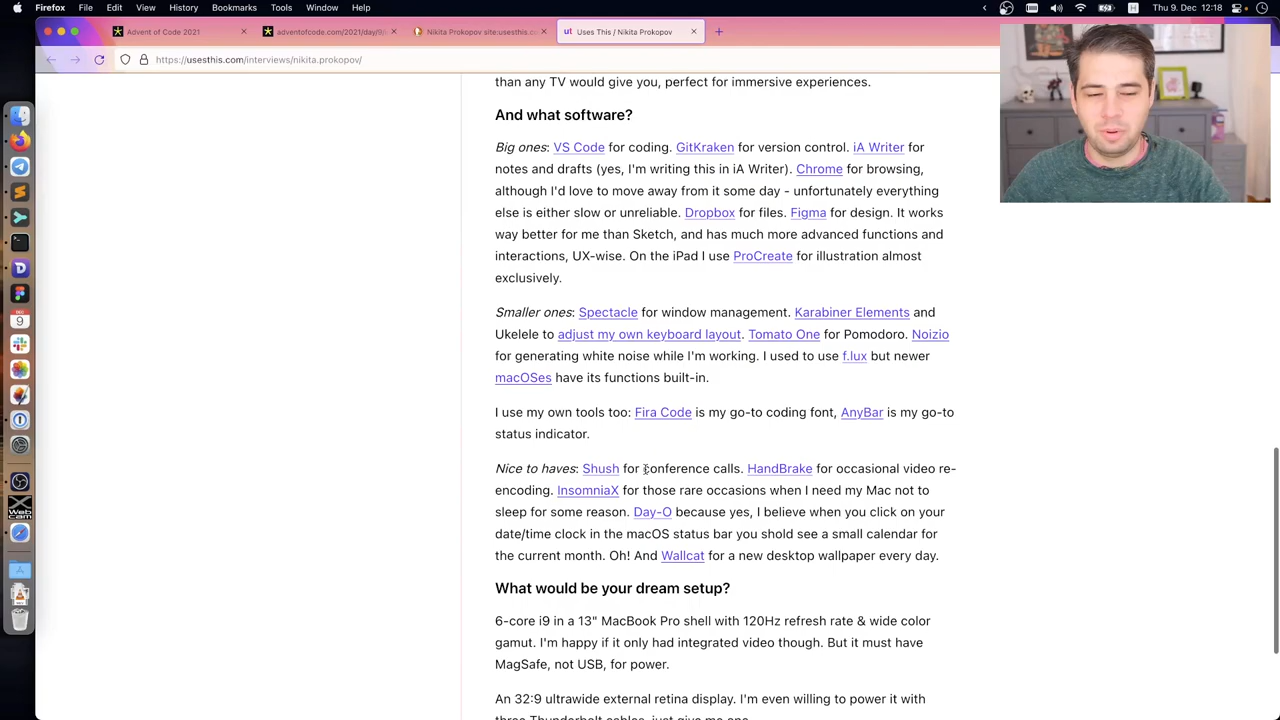 Firefox File Edit View History Bookmarks Tools Window Help
Thu 9. Dec 12:18
Advent of Code 2021
adventofcode.com/2021/day/9/
Nikita Prokopov site:usesthis.co
Uses This / Nikita Prokopov
https://usesthis.com/interviews/nikita.prokopov/
than any TV would give you, perfect for immersive experiences.
And what software?
Big ones: VS Code for coding. GitKraken for version control. iA Writer for
notes and drafts (yes, I'm writing this in iA Writer). Chrome for browsing,
although I'd love to move away from it some day - unfortunately everything
else is either slow or unreliable. Dropbox for files. Figma for design. It works
way better for me than Sketch, and has much more advanced functions and
interactions, UX-wise. On the iPad I use ProCreate for illustration almost
exclusively.
Smaller ones: Spectacle for window management. Karabiner Elements and
Ukelele to adjust my own keyboard layout. Tomato One for Pomodoro. Noizio
for generating white noise while I'm working. I used to use f.lux but newer
macOSes have its functions built-in.
I use my own tools too: Fira Code is my go-to coding font, AnyBar is my go-to
status indicator.
Nice to haves: Shush for conference calls. HandBrake for occasional video re-
encoding. InsomniaX for those rare occasions when I need my Mac not to
sleep for some reason. Day-O because yes, I believe when you click on your
date/time clock in the macOS status bar you shold see a small calendar for
the current month. Oh! And Wallcat for a new desktop wallpaper every day.
What would be your dream setup?
6-core i9 in a 13" MacBook Pro shell with 120Hz refresh rate & wide color
gamut. I'm happy if it only had integrated video though. But it must have
MagSafe, not USB, for power.
An 32:9 ultrawide external retina display. I'm even willing to power it with
three Thunderbolt cables, just give me one.
DEC
9
X
Web
cam